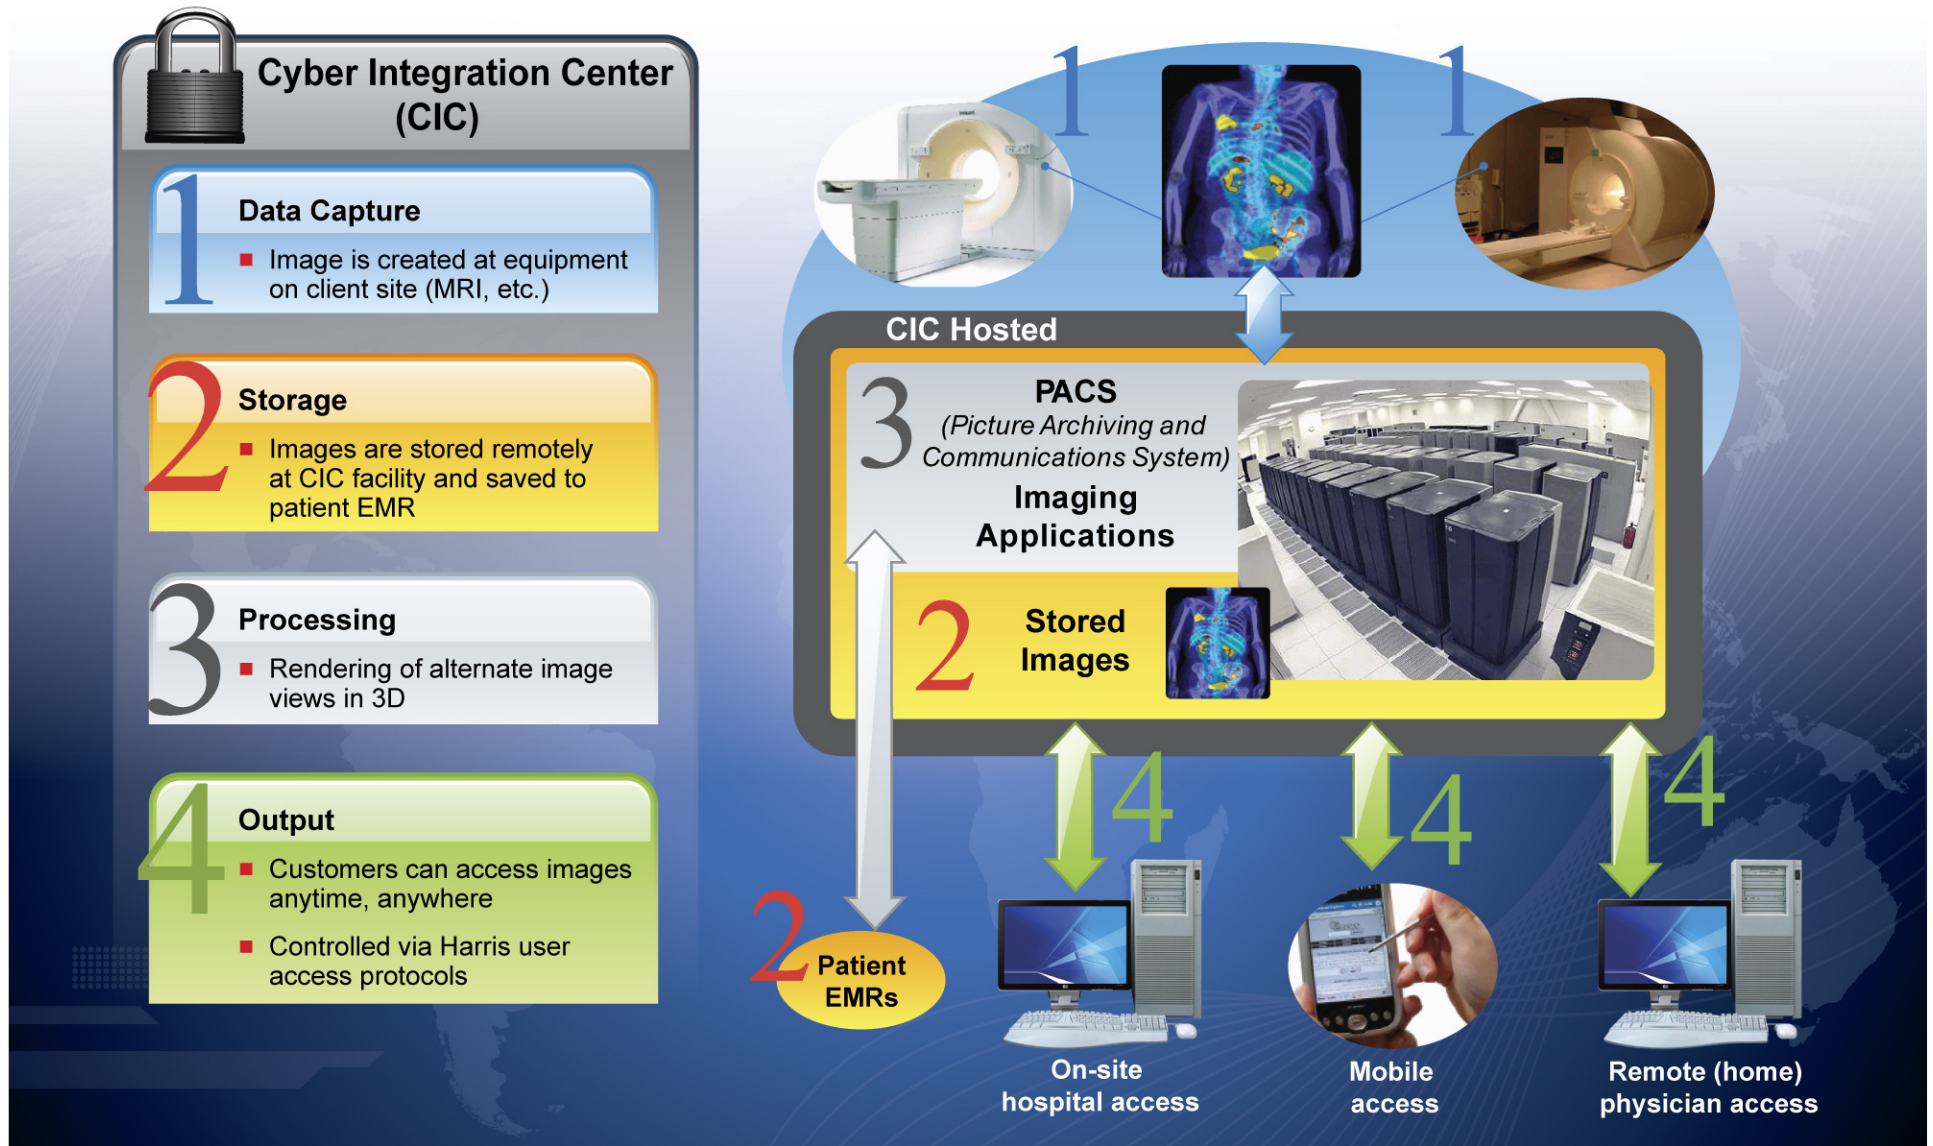 Cyber Integration Center
(CIC)
1
Data Capture
Image is created at equipment
on client site (MRI, etc.)
2
Storage
Images are stored remotely
at CIC facility and saved to
patient EMR
3
Processing
Rendering of alternate image
views in 3D
4
Output
Customers can access images
anytime, anywhere
Controlled via Harris user
access protocols
1
1
CIC Hosted
3
PACS
(Picture Archiving and
Communications System)
Imaging
Applications
2
Stored
Images
4
4
4
2
Patient
EMRs
On-site
hospital access
Mobile
access
Remote (home)
physician access